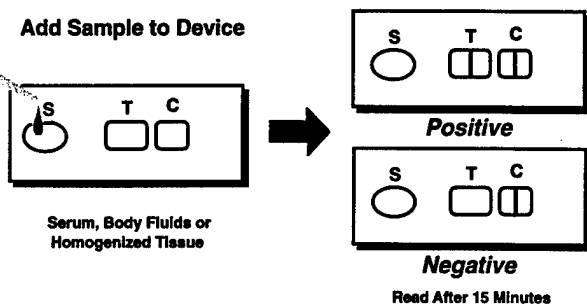 Add Sample to Device
S T C
Serum, Body Fluids or
Homogenized Tissue
S T C
Positive
S T C
Negative
Read After 15 Minutes